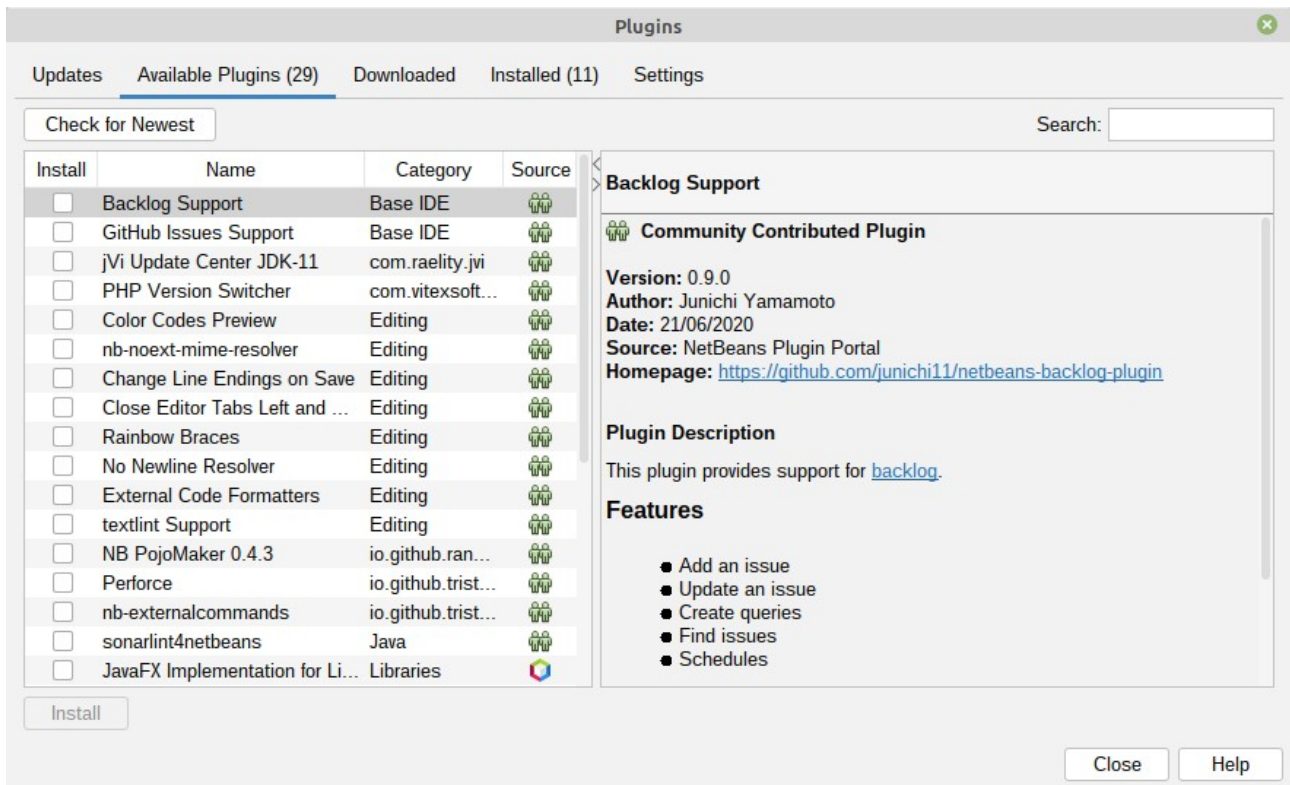 Plugins
Updates Available Plugins (29) Downloaded Installed (11) Settings
Check for Newest Search:
Install Name Category Source
Backlog Support Base IDE
GitHub Issues Support Base IDE
jVi Update Center JDK-11 com.raelity.jvi
PHP Version Switcher com.vitexsoft...
Color Codes Preview Editing
nb-noext-mime-resolver Editing
Change Line Endings on Save Editing
Close Editor Tabs Left and ... Editing
Rainbow Braces Editing
No Newline Resolver Editing
External Code Formatters Editing
textlint Support Editing
NB PojoMaker 0.4.3 io.github.ran...
Perforce io.github.trist...
nb-externalcommands io.github.trist...
sonarlint4netbeans Java
JavaFX Implementation for Li... Libraries
Backlog Support
Community Contributed Plugin
Version: 0.9.0
Author: Junichi Yamamoto
Date: 21/06/2020
Source: NetBeans Plugin Portal
Homepage: https://github.com/junichi11/netbeans-backlog-plugin
Plugin Description
This plugin provides support for backlog.
Features
Add an issue
Update an issue
Create queries
Find issues
Schedules
Install
Close Help